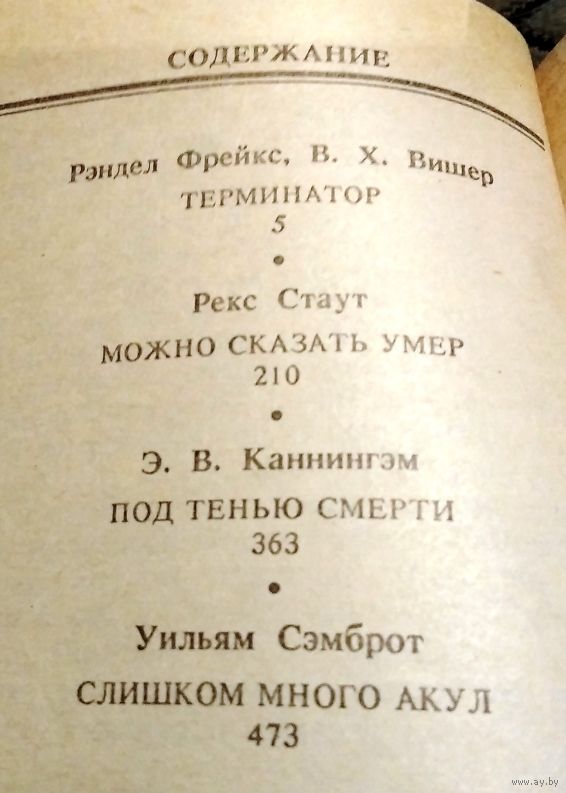 СОДЕРЖАНИЕ
Рэндел Фрейкс, В. Х. Вишер
ТЕРМИНАТОР
5
•
Рекс Стаут
МОЖНО СКАЗАТЬ УМЕР
210
•
Э. В. Каннингэм
ПОД ТЕНЬЮ СМЕРТИ
363
•
Уильям Сэмброт
СЛИШКОМ МНОГО АКУЛ
473
www.ay.by